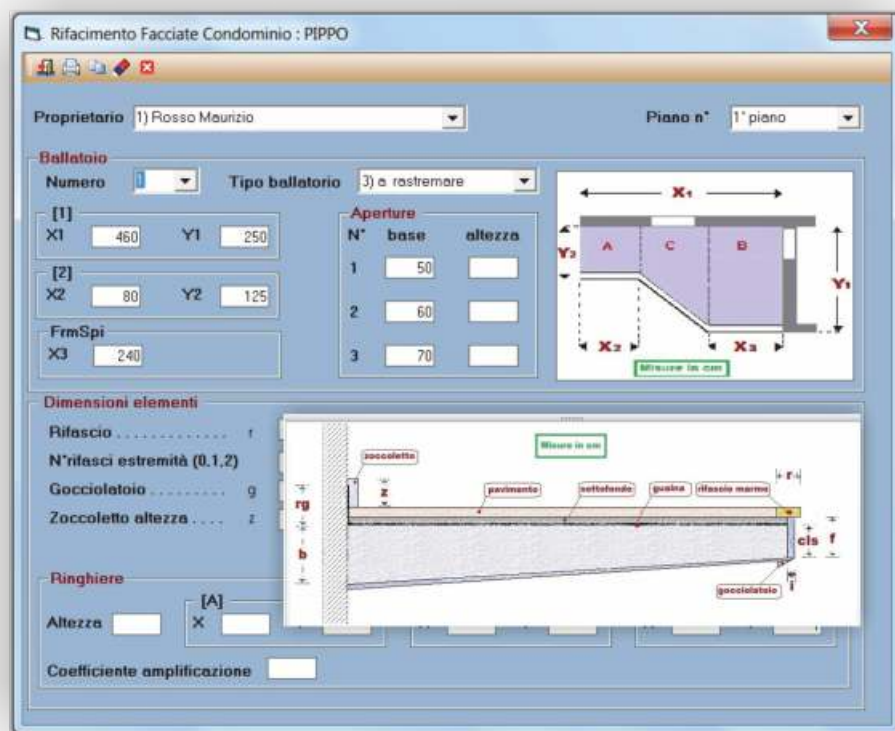 Rifacimento Facciate Condominio : PIPPO
Proprietario 1) Rosso Maurizio Piano n° 1° piano
Ballatoio
Numero 1 Tipo ballatorio 3) a rastremare
[1]
X1 460 Y1 250
[2]
X2 80 Y2 125
FrmSpi
X3 240
Aperture
N° base altezza
1 50
2 60
3 70
X1
Y2 A C B Y1
X2 X3
Misure in cm
Dimensioni elementi
Rifascio . . . . . . . . . . . . . r
N°rifasci estremità (0,1,2)
Gocciolatoio . . . . . . . . . g
Zoccoletto altezza . . . . z
Misure in cm
zoccoletto
z
r
rg
pavimento sottofondo guaina rifascio marmo
b
cls f
i
gocciolatoio
Ringhiere
Altezza
[A]
X
Coefficiente amplificazione